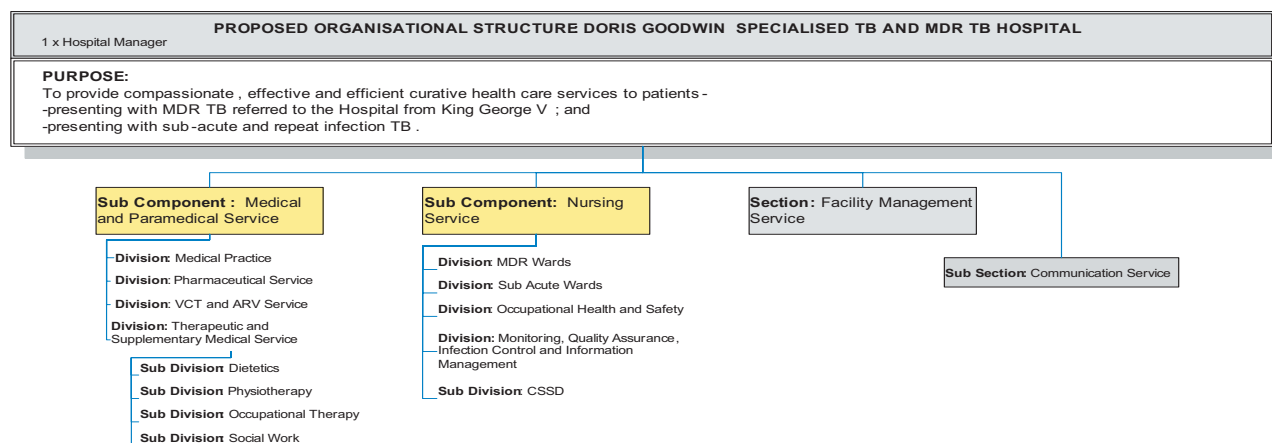 PROPOSED ORGANISATIONAL STRUCTURE DORIS GOODWIN SPECIALISED TB AND MDR TB HOSPITAL
1 x Hospital Manager
PURPOSE:
To provide compassionate , effective and efficient curative health care services to patients -
-presenting with MDR TB referred to the Hospital from King George V ; and
-presenting with sub-acute and repeat infection TB .
Sub Component : Medical
and Paramedical Service
Division: Medical Practice
Division: Pharmaceutical Service
Division: VCT and ARV Service
Division: Therapeutic and
Supplementary Medical Service
Sub Division: Dietetics
Sub Division: Physiotherapy
Sub Division: Occupational Therapy
Sub Division: Social Work
Sub Component: Nursing
Service
Division: MDR Wards
Division: Sub Acute Wards
Division: Occupational Health and Safety
Division: Monitoring, Quality Assurance,
Infection Control and Information
Management
Sub Division: CSSD
Section: Facility Management
Service
Sub Section: Communication Service